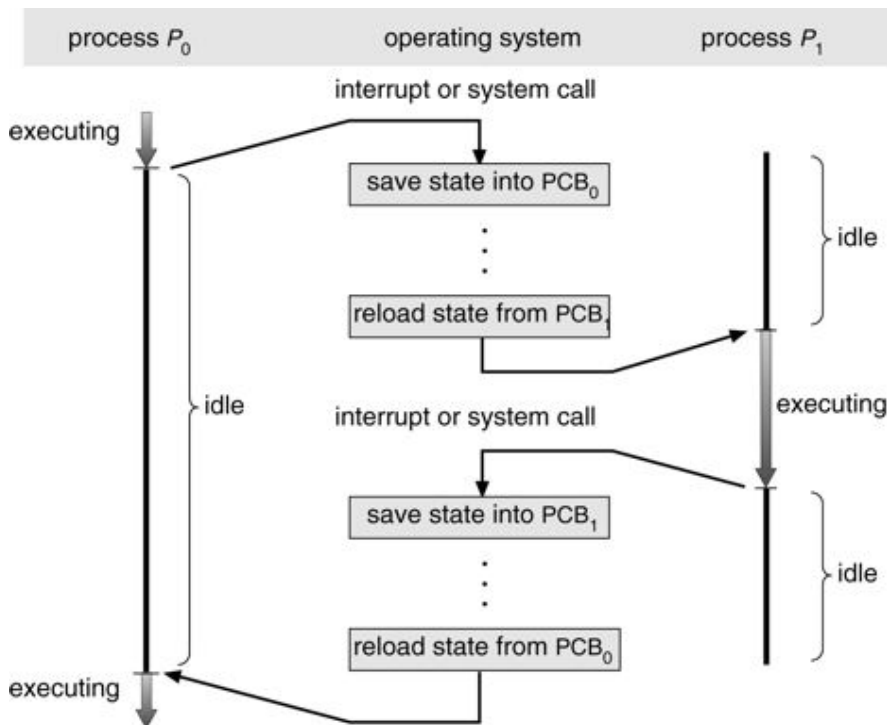 process P₀ operating system process P₁
interrupt or system call
executing
save state into PCB₀
idle
reload state from PCB₁
idle
executing
interrupt or system call
save state into PCB₁
idle
reload state from PCB₀
executing